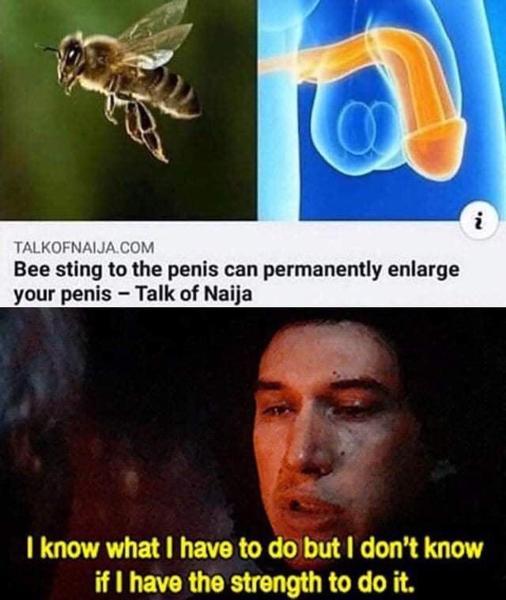 i
TALKOFNAIJA.COM
Bee sting to the penis can permanently enlarge
your penis – Talk of Naija
I know what I have to do but I don't know
if I have the strength to do it.